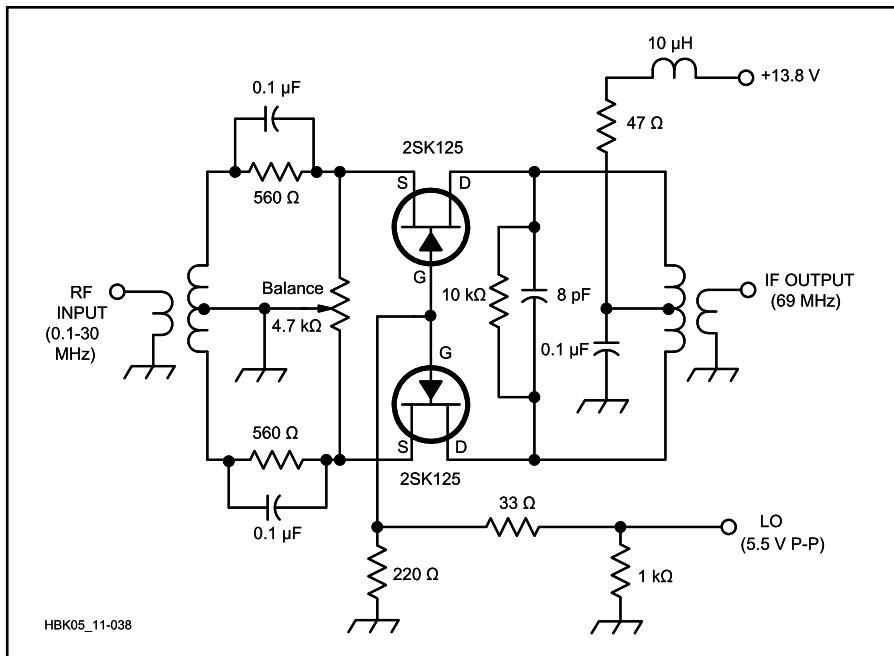 10 µH
+13.8 V
0.1 µF
47 Ω
2SK125
560 Ω
S
D
G
RF
INPUT
(0.1-30
MHz)
Balance
4.7 kΩ
10 kΩ
8 pF
IF OUTPUT
(69 MHz)
0.1 µF
G
560 Ω
S
D
2SK125
0.1 µF
33 Ω
LO
(5.5 V P-P)
220 Ω
1 kΩ
HBK05_11-038